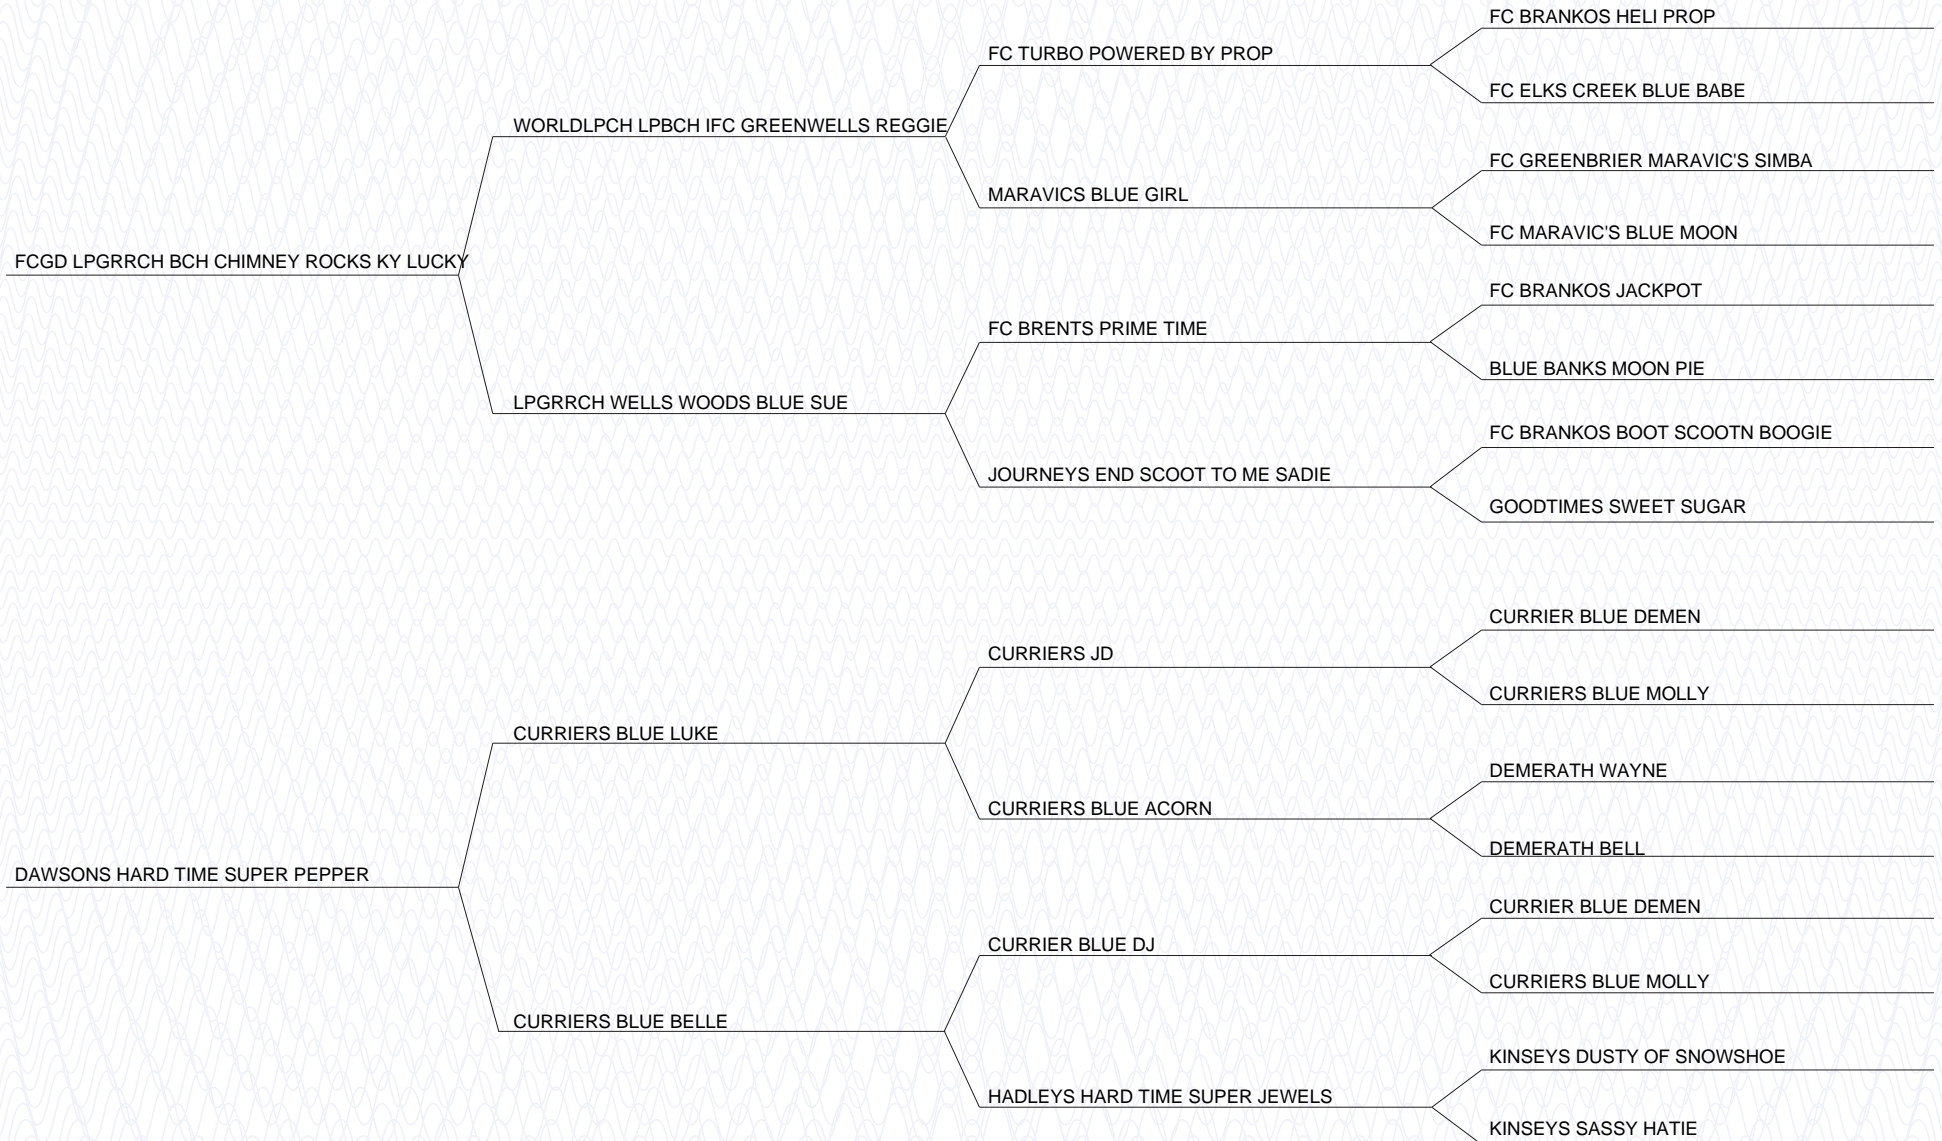 FC BRANKOS HELI PROP
FC TURBO POWERED BY PROP
FC ELKS CREEK BLUE BABE
WORLDLPCH LPBCH IFC GREENWELLS REGGIE
FC GREENBRIER MARAVIC'S SIMBA
MARAVICS BLUE GIRL
FC MARAVIC'S BLUE MOON
FCGD LPGRRCH BCH CHIMNEY ROCKS KY LUCKY
FC BRANKOS JACKPOT
FC BRENTS PRIME TIME
BLUE BANKS MOON PIE
LPGRRCH WELLS WOODS BLUE SUE
FC BRANKOS BOOT SCOOTN BOOGIE
JOURNEYS END SCOOT TO ME SADIE
GOODTIMES SWEET SUGAR
CURRIER BLUE DEMEN
CURRIERS JD
CURRIERS BLUE MOLLY
CURRIERS BLUE LUKE
DEMERATH WAYNE
CURRIERS BLUE ACORN
DEMERATH BELL
DAWSONS HARD TIME SUPER PEPPER
CURRIER BLUE DEMEN
CURRIER BLUE DJ
CURRIERS BLUE MOLLY
CURRIERS BLUE BELLE
KINSEYS DUSTY OF SNOWSHOE
HADLEYS HARD TIME SUPER JEWELS
KINSEYS SASSY HATIE